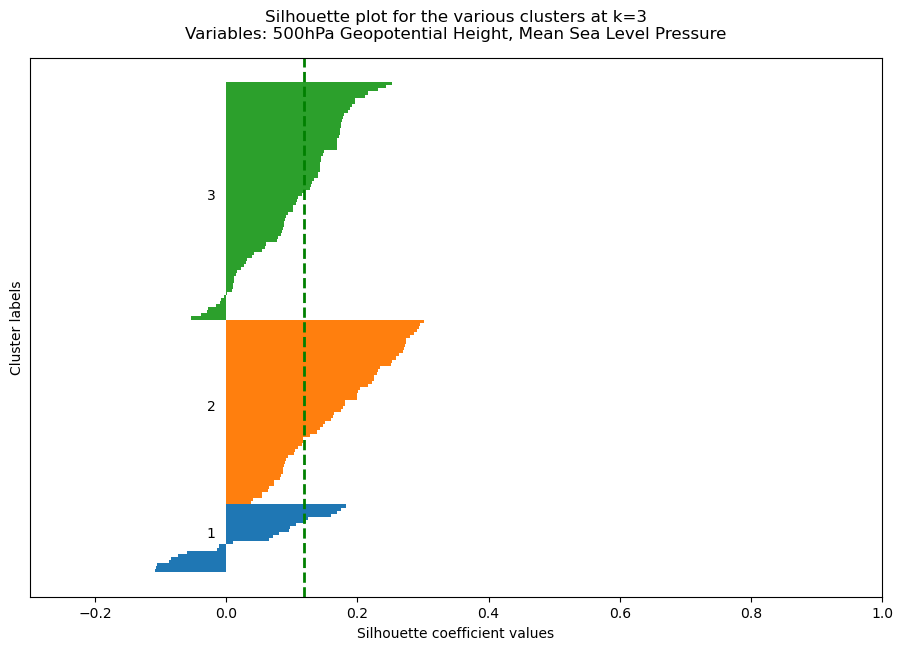 Silhouette plot for the various clusters at k=3
Variables: 500hPa Geopotential Height, Mean Sea Level Pressure
Cluster labels
3
2
1
−0.2 0.0 0.2 0.4 0.6 0.8 1.0
Silhouette coefficient values